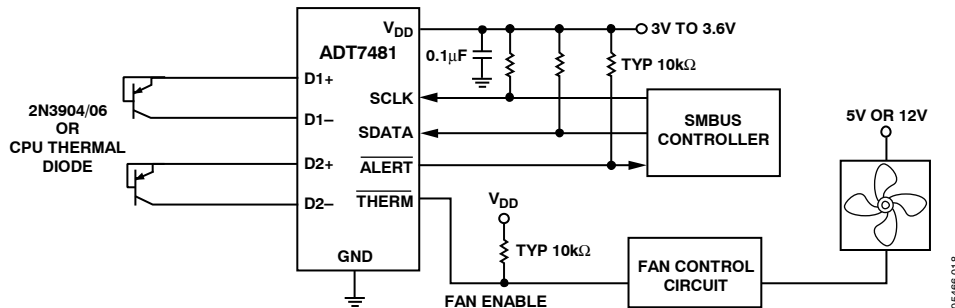 V_DD
3V TO 3.6V
ADT7481
0.1μF
TYP 10kΩ
D1+
SCLK
2N3904/06
OR
CPU THERMAL
DIODE
D1–
SDATA
SMBUS
CONTROLLER
5V OR 12V
D2+
ALERT
D2–
THERM
V_DD
TYP 10kΩ
GND
FAN CONTROL
CIRCUIT
FAN ENABLE
05466-018